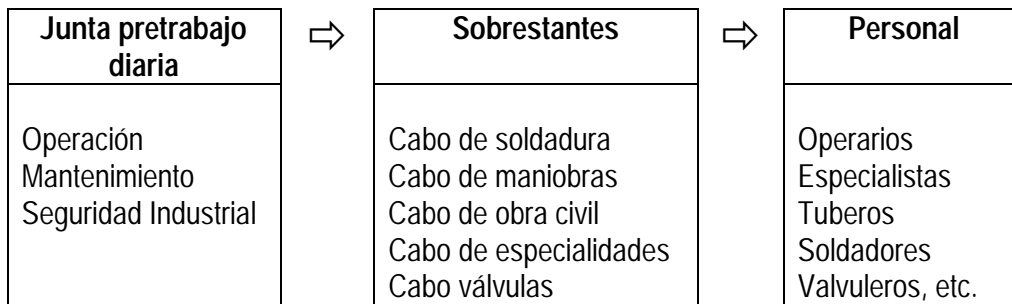 Junta pretrabajo
diaria
Operación
Mantenimiento
Seguridad Industrial
⇨
Sobrestantes
Cabo de soldadura
Cabo de maniobras
Cabo de obra civil
Cabo de especialidades
Cabo válvulas
⇨
Personal
Operarios
Especialistas
Tuberos
Soldadores
Valvuleros, etc.